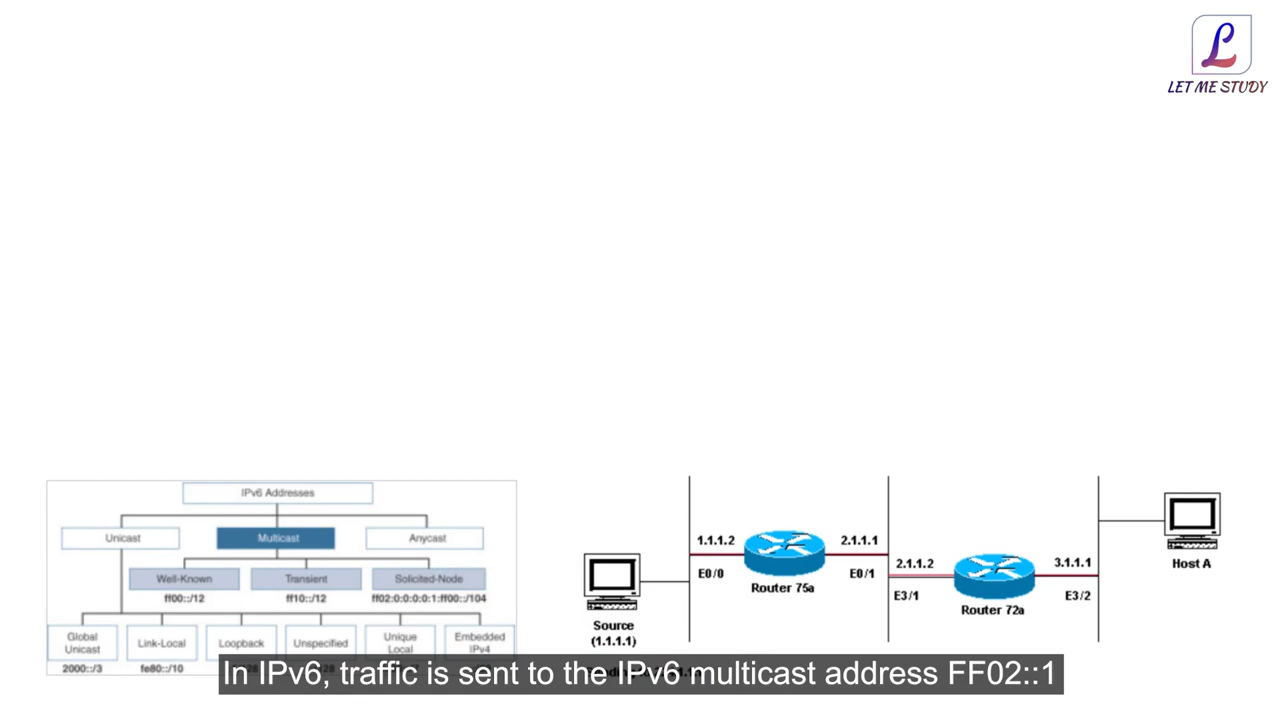 L
LET ME STUDY
IPv6 Addresses
Unicast
Multicast
Anycast
Well-Known
Transient
Solicited-Node
ff00::/12
ff10::/12
ff02:0:0:0:0:1:ff00::/104
Global
Unicast
Link-Local
Loopback
Unspecified
Unique
Local
Embedded
IPv4
2000::/3
fe80::/10
1.1.1.2
E0/0
Router 75a
2.1.1.1
E0/1
2.1.1.2
E3/1
Router 72a
3.1.1.1
E3/2
Host A
Source
(1.1.1.1)
In IPv6, traffic is sent to the IPv6 multicast address FF02::1